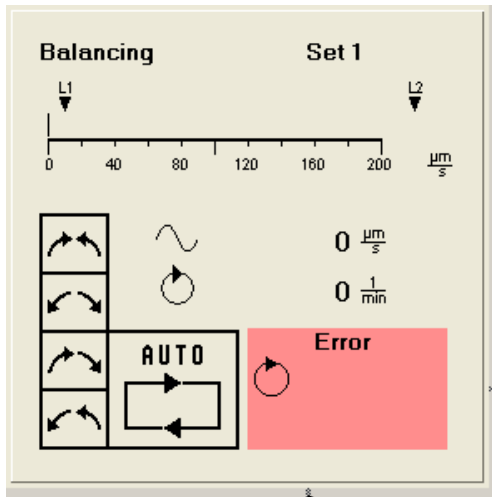 Balancing Set 1
L1 L2
0 40 80 120 160 200 µm/s
0 µm/s
0 1/min
AUTO
Error